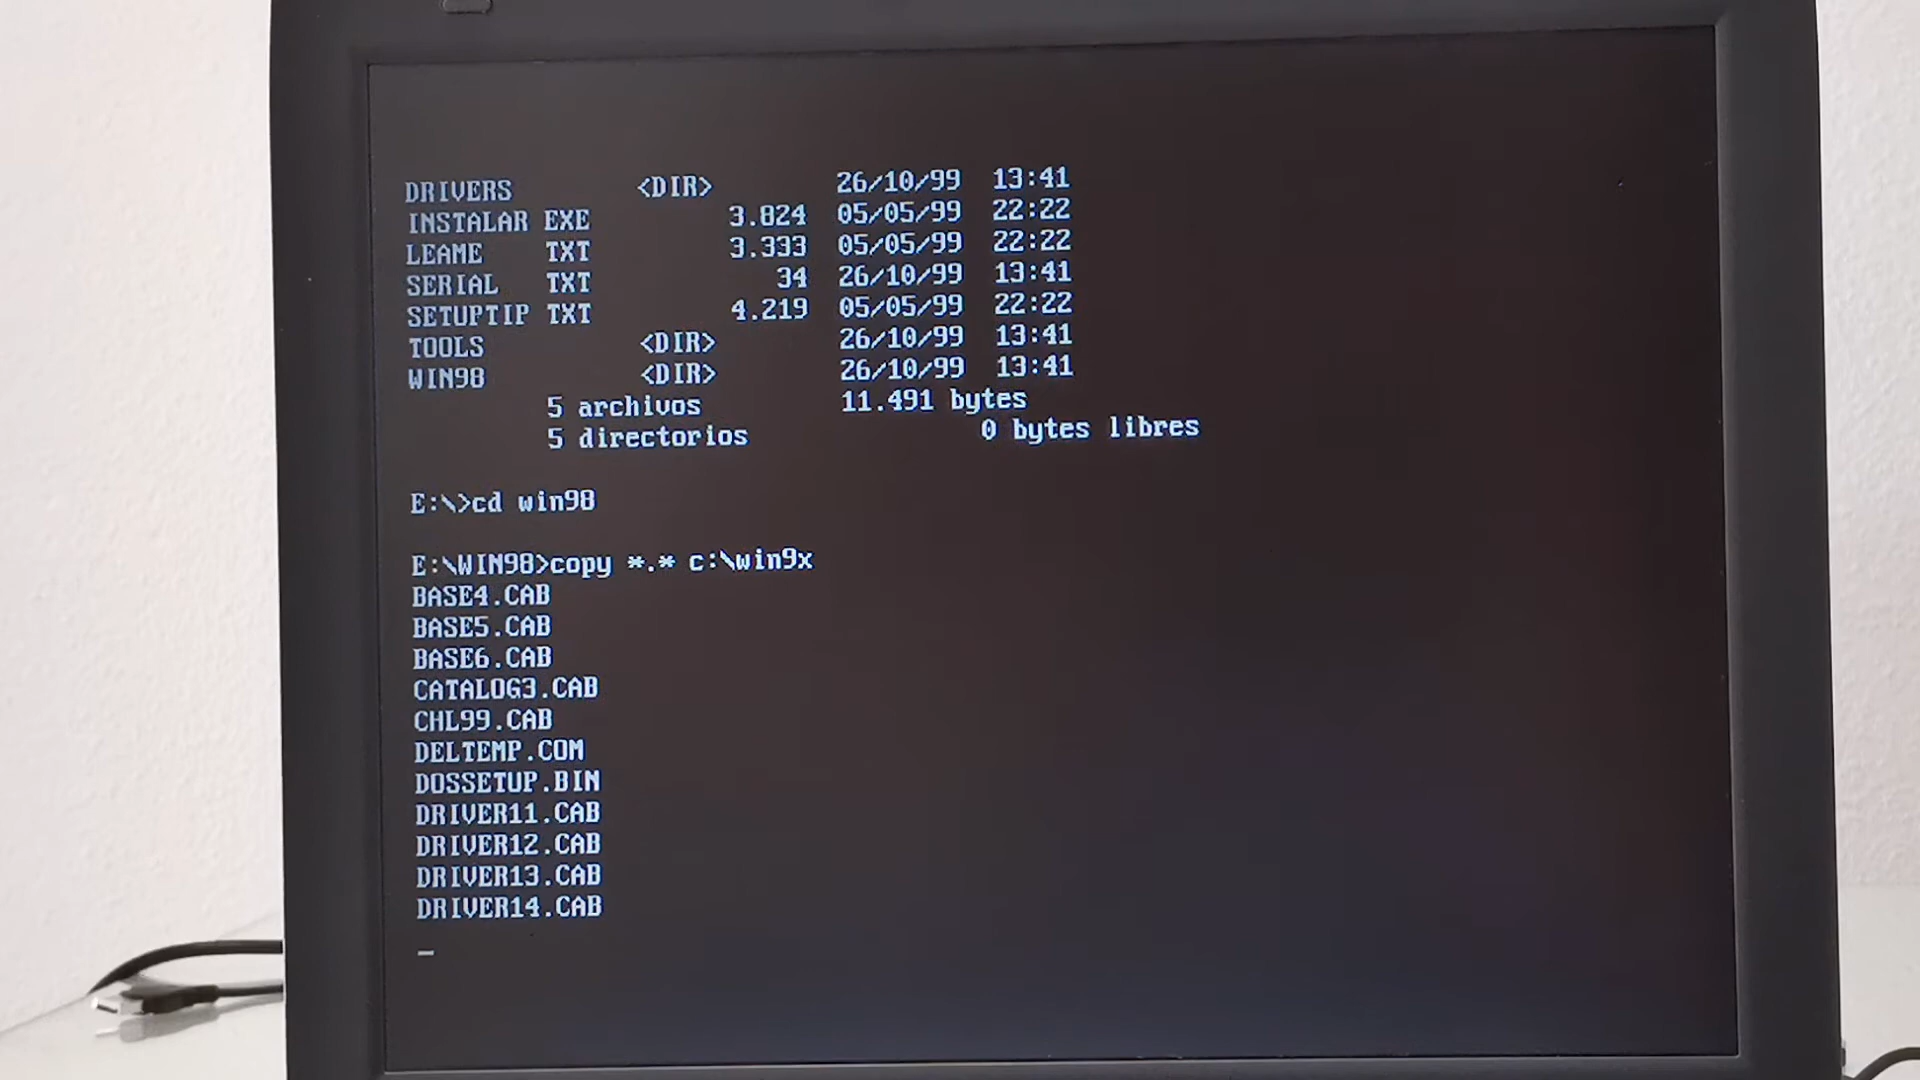 DRIVERS <DIR> 26/10/99 13:41
INSTALAR EXE 3.824 05/05/99 22:22
LEAME TXT 3.333 05/05/99 22:22
SERIAL TXT 34 26/10/99 13:41
SETUPTIP TXT 4.219 05/05/99 22:22
TOOLS <DIR> 26/10/99 13:41
WIN98 <DIR> 26/10/99 13:41
5 archivos 11.491 bytes
5 directorios 0 bytes libres
E:\>cd win98
E:\WIN98>copy *.* c:\win9x
BASE4.CAB
BASE5.CAB
BASE6.CAB
CATALOG3.CAB
CHL99.CAB
DELTEMP.COM
DOSSETUP.BIN
DRIVER11.CAB
DRIVER12.CAB
DRIVER13.CAB
DRIVER14.CAB
_